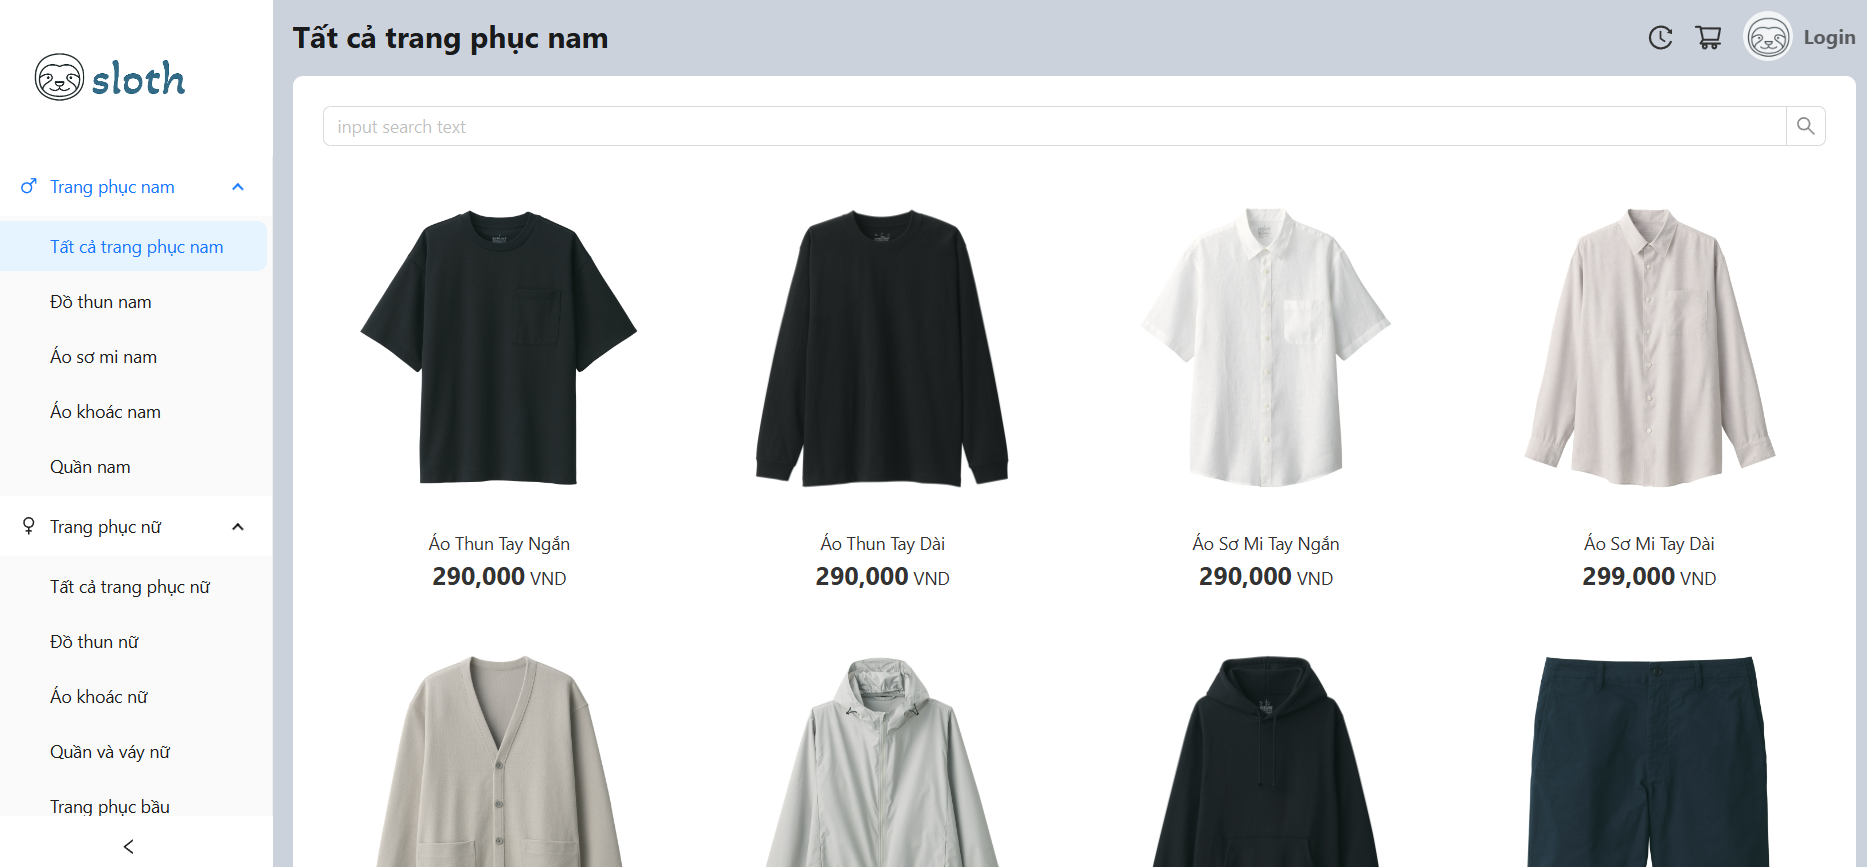 sloth
Trang phục nam
Tất cả trang phục nam
Đồ thun nam
Áo sơ mi nam
Áo khoác nam
Quần nam
Trang phục nữ
Tất cả trang phục nữ
Đồ thun nữ
Áo khoác nữ
Quần và váy nữ
Trang phục bầu
Tất cả trang phục nam
Login
input search text
Áo Thun Tay Ngắn
290,000 VND
Áo Thun Tay Dài
290,000 VND
Áo Sơ Mi Tay Ngắn
290,000 VND
Áo Sơ Mi Tay Dài
299,000 VND